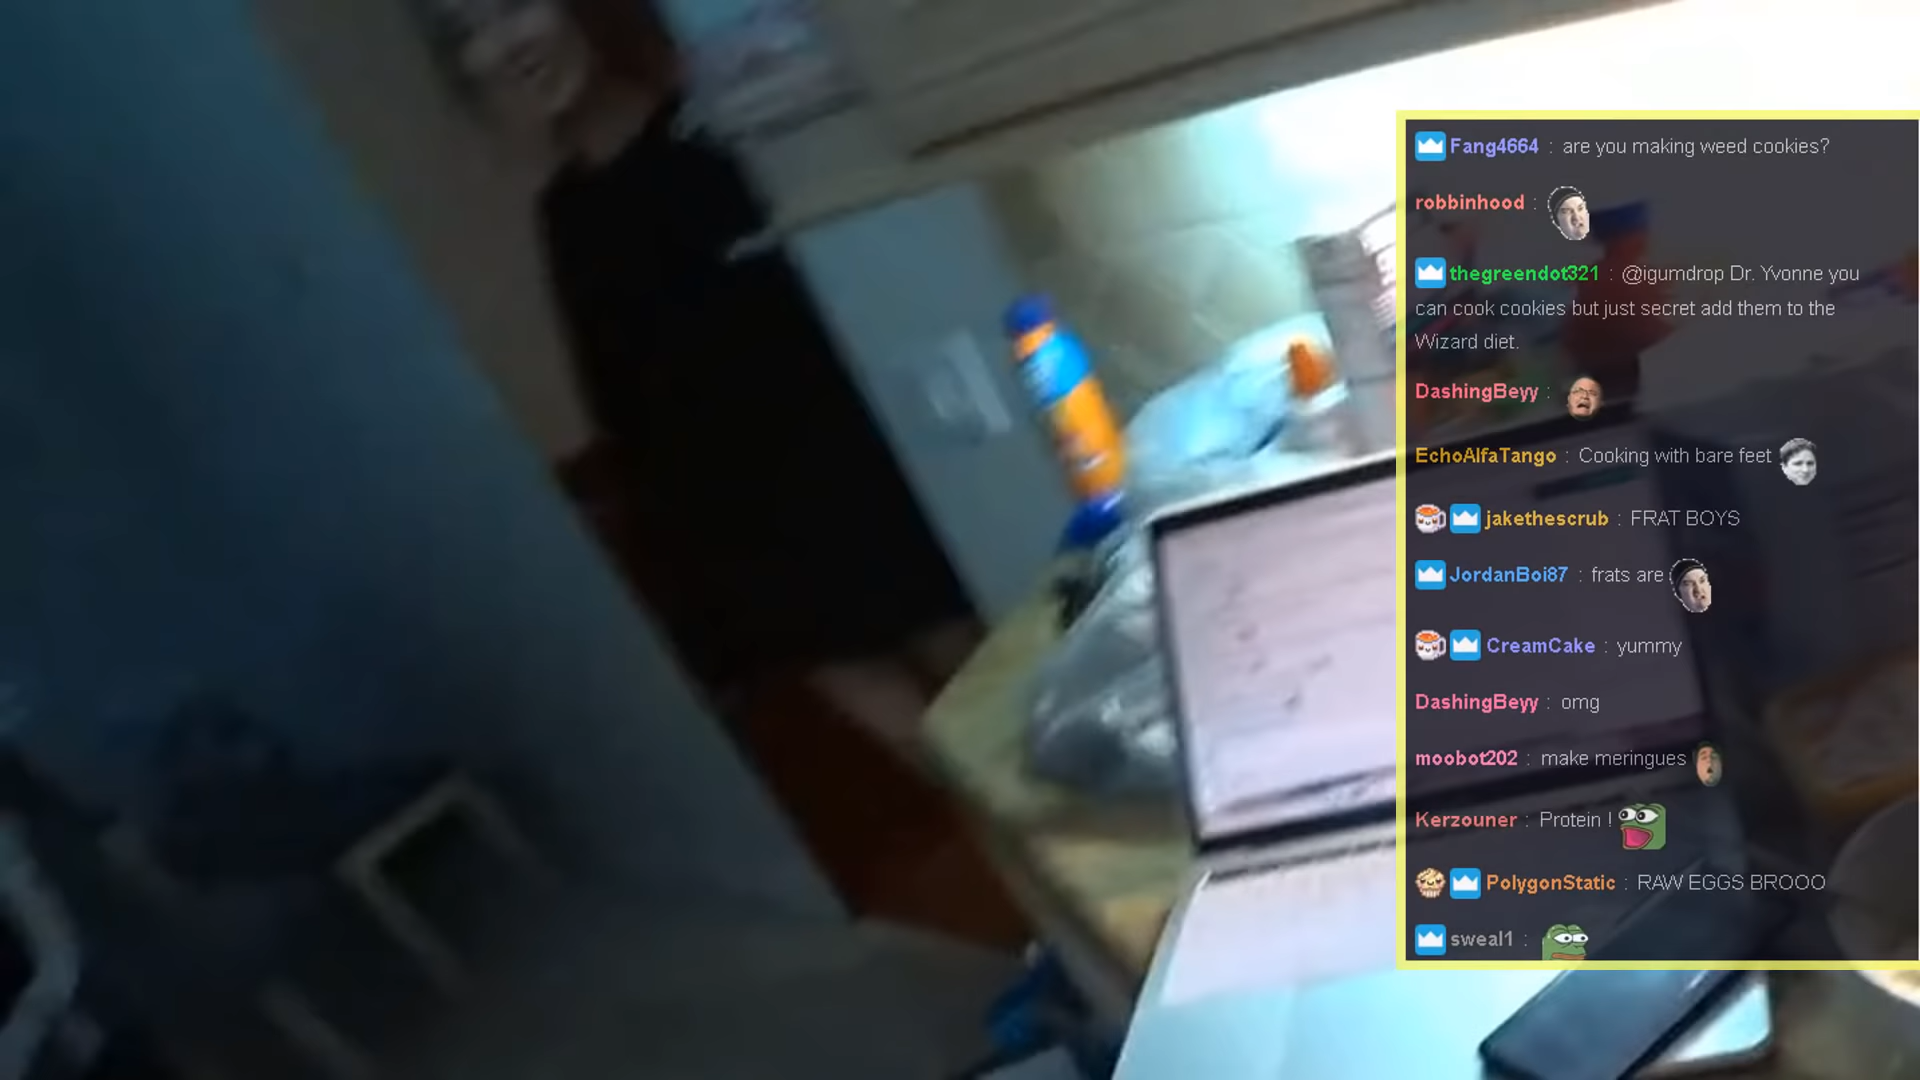 Fang4664 : are you making weed cookies?
robbinhood :
thegreendot321 : @igumdrop Dr. Yvonne you
can cook cookies but just secret add them to the
Wizard diet.
DashingBeyy :
EchoAlfaTango : Cooking with bare feet
jakethescrub : FRAT BOYS
JordanBoi87 : frats are
CreamCake : yummy
DashingBeyy : omg
moobot202 : make meringues
Kerzouner : Protein !
PolygonStatic : RAW EGGS BROOO
sweal1 :